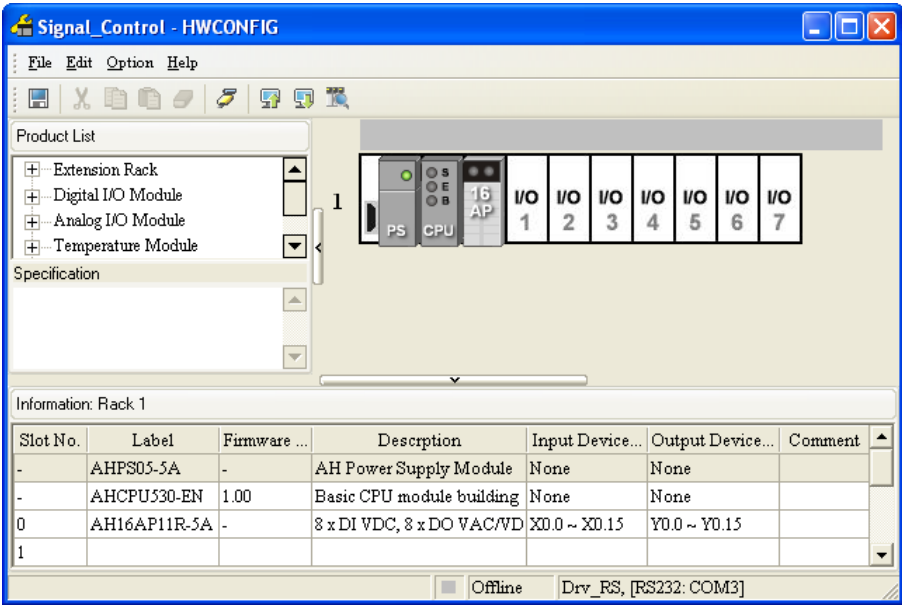 Signal_Control - HWCONFIG
File Edit Option Help
Product List
Extension Rack
Digital I/O Module
Analog I/O Module
Temperature Module
Specification
1
PS
CPU
S
E
B
16
AP
I/O 1
I/O 2
I/O 3
I/O 4
I/O 5
I/O 6
I/O 7
Information: Rack 1
Slot No. Label Firmware ... Descrption Input Device... Output Device... Comment
- AHPS05-5A - AH Power Supply Module None None
- AHCPU530-EN 1.00 Basic CPU module building None None
0 AH16AP11R-5A - 8 x DI VDC, 8 x DO VAC/VD X0.0 ~ X0.15 Y0.0 ~ Y0.15
1
Offline Drv_RS, [RS232: COM3]